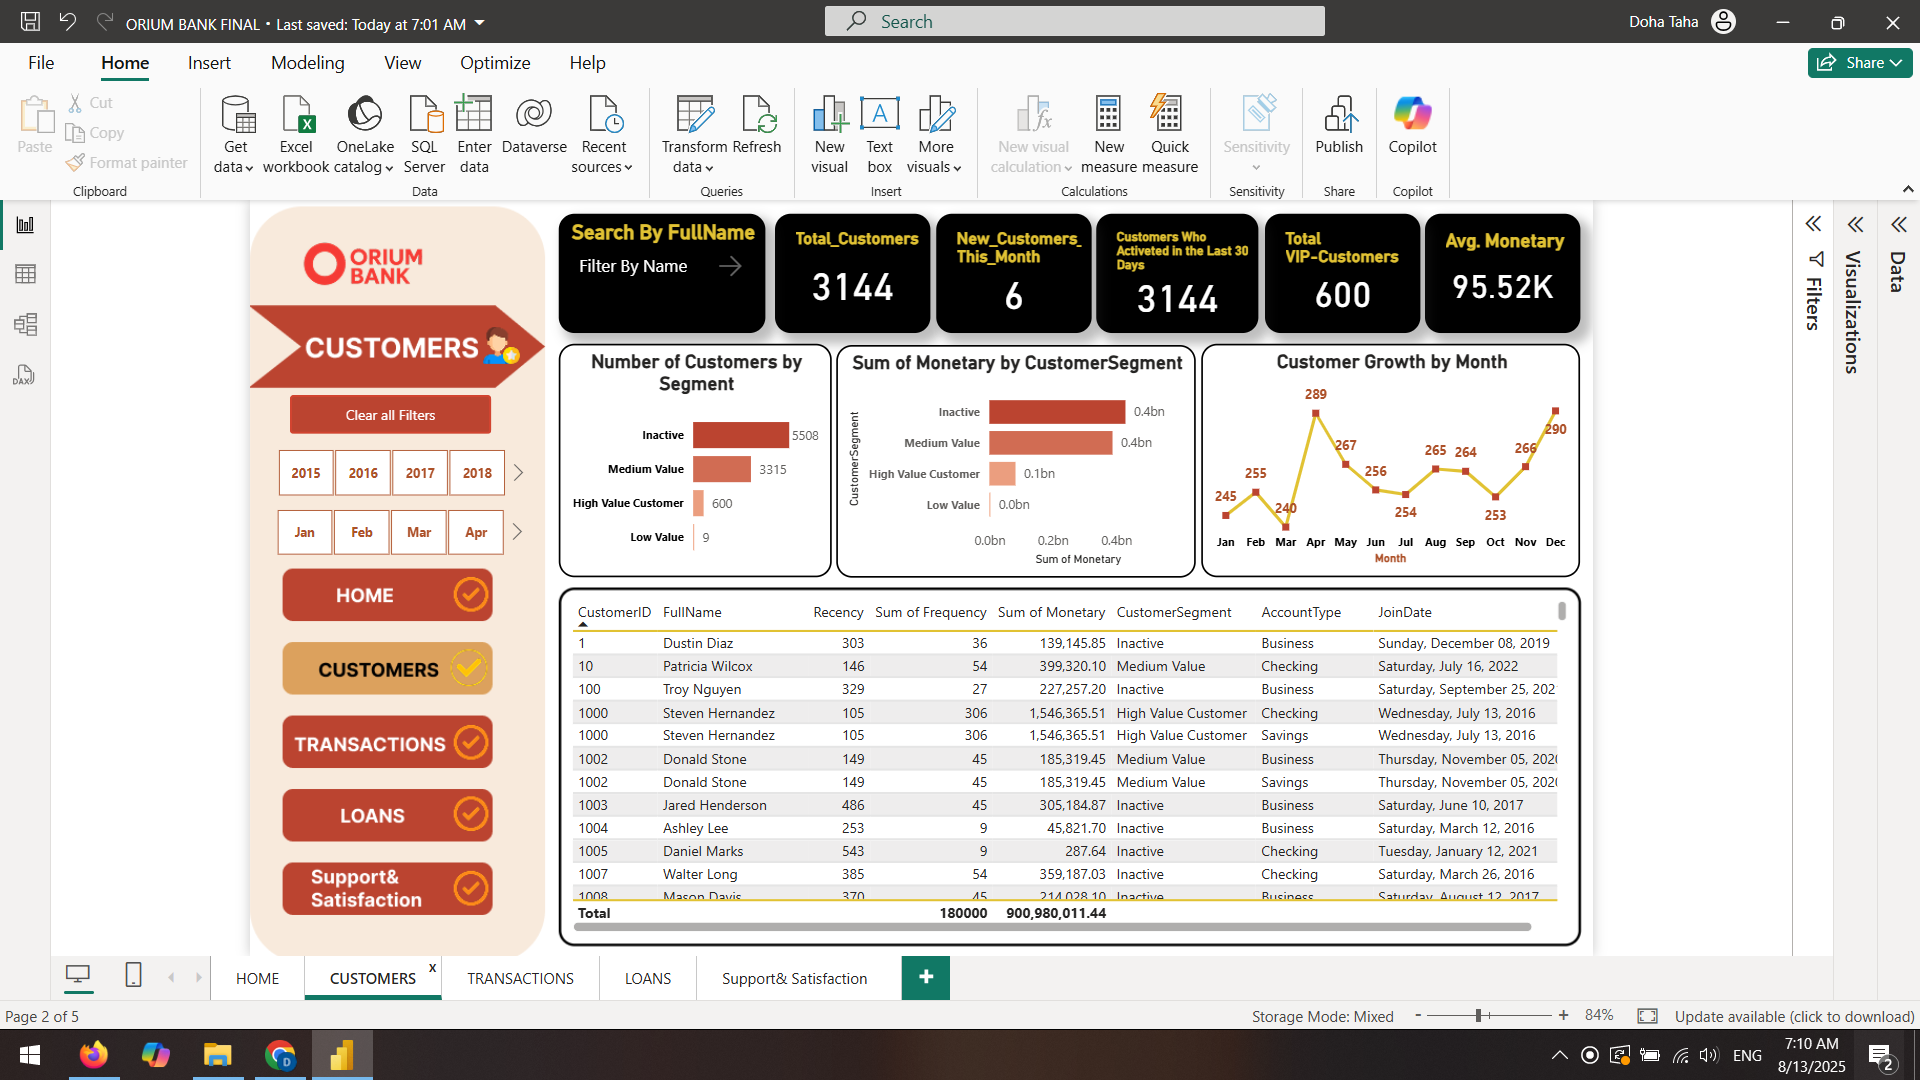 ORIUM BANK FINAL • Last saved: Today at 7:01 AM
Search
Doha Taha
File
Home
Insert
Modeling
View
Optimize
Help
Share
Paste
Cut
Copy
Format painter
Clipboard
Get data
Excel workbook
OneLake catalog
SQL Server
Enter data
Dataverse
Recent sources
Data
Transform data
Refresh
Queries
New visual
Text box
More visuals
Insert
New visual calculation
New measure
Quick measure
Calculations
Sensitivity
Sensitivity
Publish
Share
Copilot
Copilot
ORIUM
BANK
CUSTOMERS
Clear all Filters
2015 2016 2017 2018
Jan Feb Mar Apr
HOME
CUSTOMERS
TRANSACTIONS
LOANS
Support&
Satisfaction
Search By FullName
Filter By Name
Total_Customers
3144
New_Customers_
This_Month
6
Customers Who
Activeted in the Last 30
Days
3144
Total
VIP-Customers
600
Avg. Monetary
95.52K
Number of Customers by
Segment
Inactive 5508
Medium Value 3315
High Value Customer 600
Low Value 9
Sum of Monetary by CustomerSegment
CustomerSegment
Inactive 0.4bn
Medium Value 0.4bn
High Value Customer 0.1bn
Low Value 0.0bn
0.0bn 0.2bn 0.4bn
Sum of Monetary
Customer Growth by Month
245 255 240 289 267 256 254 265 264 253 266 290
Jan Feb Mar Apr May Jun Jul Aug Sep Oct Nov Dec
Month
CustomerID FullName Recency Sum of Frequency Sum of Monetary CustomerSegment AccountType JoinDate
1 Dustin Diaz 303 36 139,145.85 Inactive Business Sunday, December 08, 2019
10 Patricia Wilcox 146 54 399,320.10 Medium Value Checking Saturday, July 16, 2022
100 Troy Nguyen 329 27 227,257.20 Inactive Business Saturday, September 25, 202
1000 Steven Hernandez 105 306 1,546,365.51 High Value Customer Checking Wednesday, July 13, 2016
1000 Steven Hernandez 105 306 1,546,365.51 High Value Customer Savings Wednesday, July 13, 2016
1002 Donald Stone 149 45 185,319.45 Medium Value Business Thursday, November 05, 202
1002 Donald Stone 149 45 185,319.45 Medium Value Savings Thursday, November 05, 202
1003 Jared Henderson 486 45 305,184.87 Inactive Business Saturday, June 10, 2017
1004 Ashley Lee 253 9 45,821.70 Inactive Business Saturday, March 12, 2016
1005 Daniel Marks 543 9 287.64 Inactive Checking Tuesday, January 12, 2021
1007 Walter Long 385 54 359,187.03 Inactive Checking Saturday, March 26, 2016
1008 Mason Davis 370 45 214,028.10 Inactive Business Saturday, August 12, 2017
Total 180000 900,980,011.44
Filters
Visualizations
Data
DAX
HOME
CUSTOMERS X
TRANSACTIONS
LOANS
Support& Satisfaction
+
Page 2 of 5
Storage Mode: Mixed
- + 84%
Update available (click to download)
D
ENG
7:10 AM
8/13/2025
2